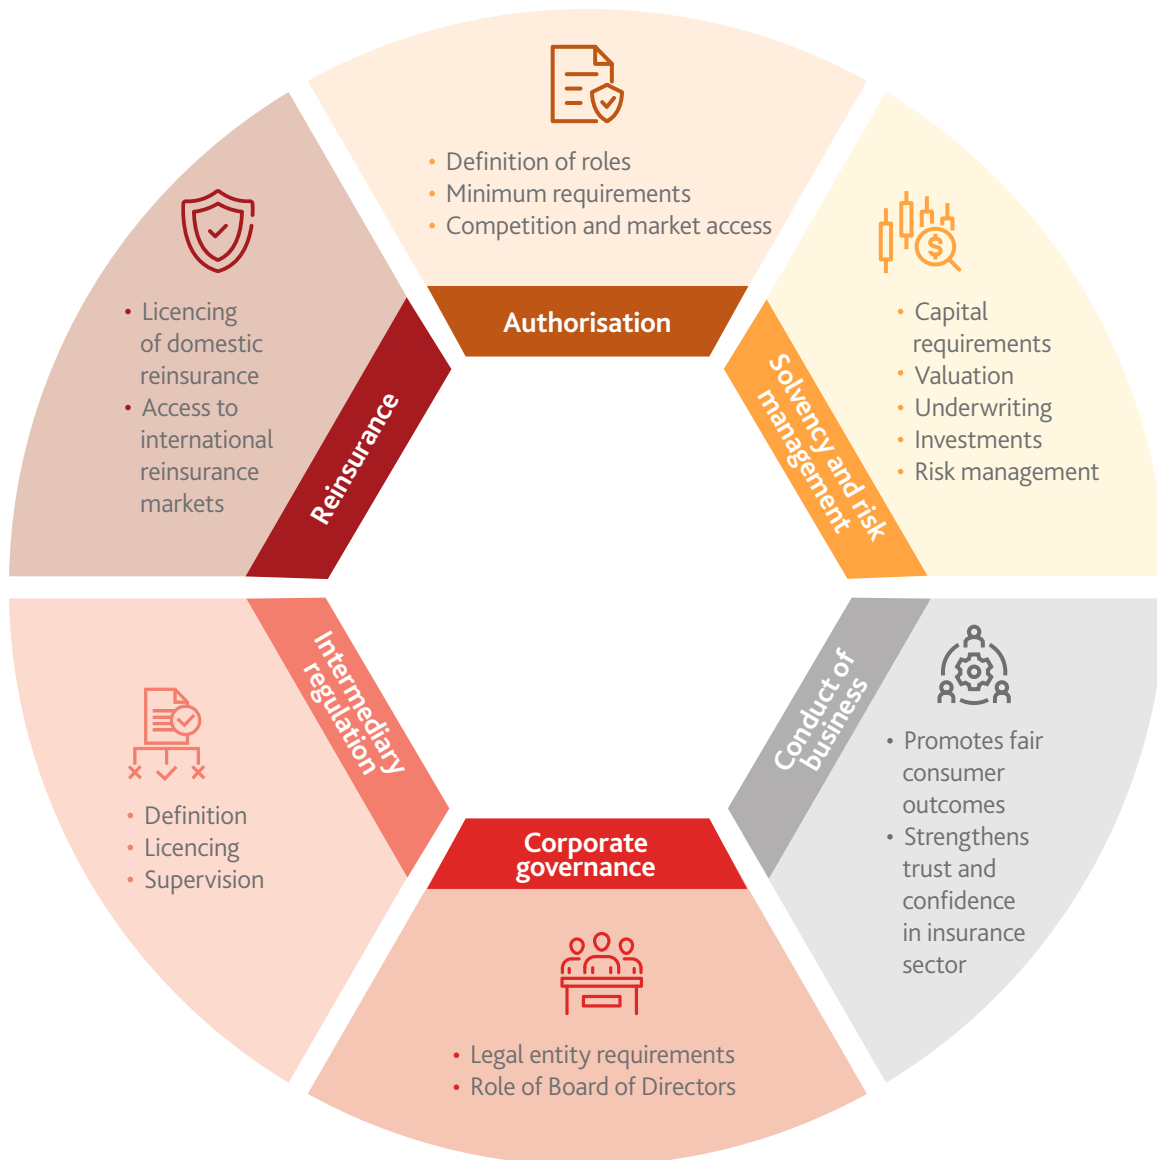 • Definition of roles
• Minimum requirements
• Competition and market access
Authorisation
• Capital
requirements
• Valuation
• Underwriting
• Investments
• Risk management
Solvency and risk
management
• Promotes fair
consumer
outcomes
• Strengthens
trust and
confidence
in insurance
sector
Conduct of
business
Corporate
governance
• Legal entity requirements
• Role of Board of Directors
Intermediary
regulation
• Definition
• Licencing
• Supervision
• Licencing
of domestic
reinsurance
• Access to
international
reinsurance
markets
Reinsurance
$